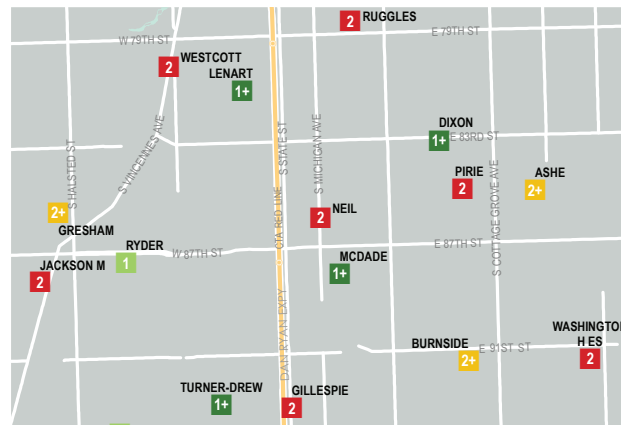 2
RUGGLES
E 79TH ST
W 79TH ST
WESTCOTT
2
LENART
1+
S VINCENNES AVE
S HALSTED ST
S STATE ST
S MICHIGAN AVE
DIXON
1+
E 83RD ST
PIRIE
2
ASHE
2+
S COTTAGE GROVE AVE
2+
GRESHAM
NEIL
2
CTA RED LINE
RYDER
1
W 87TH ST
E 87TH ST
JACKSON M
2
MCDADE
1+
DAN RYAN EXPY
BURNSIDE
2+
E 91ST ST
WASHINGTON
H ES
2
TURNER-DREW
1+
GILLESPIE
2